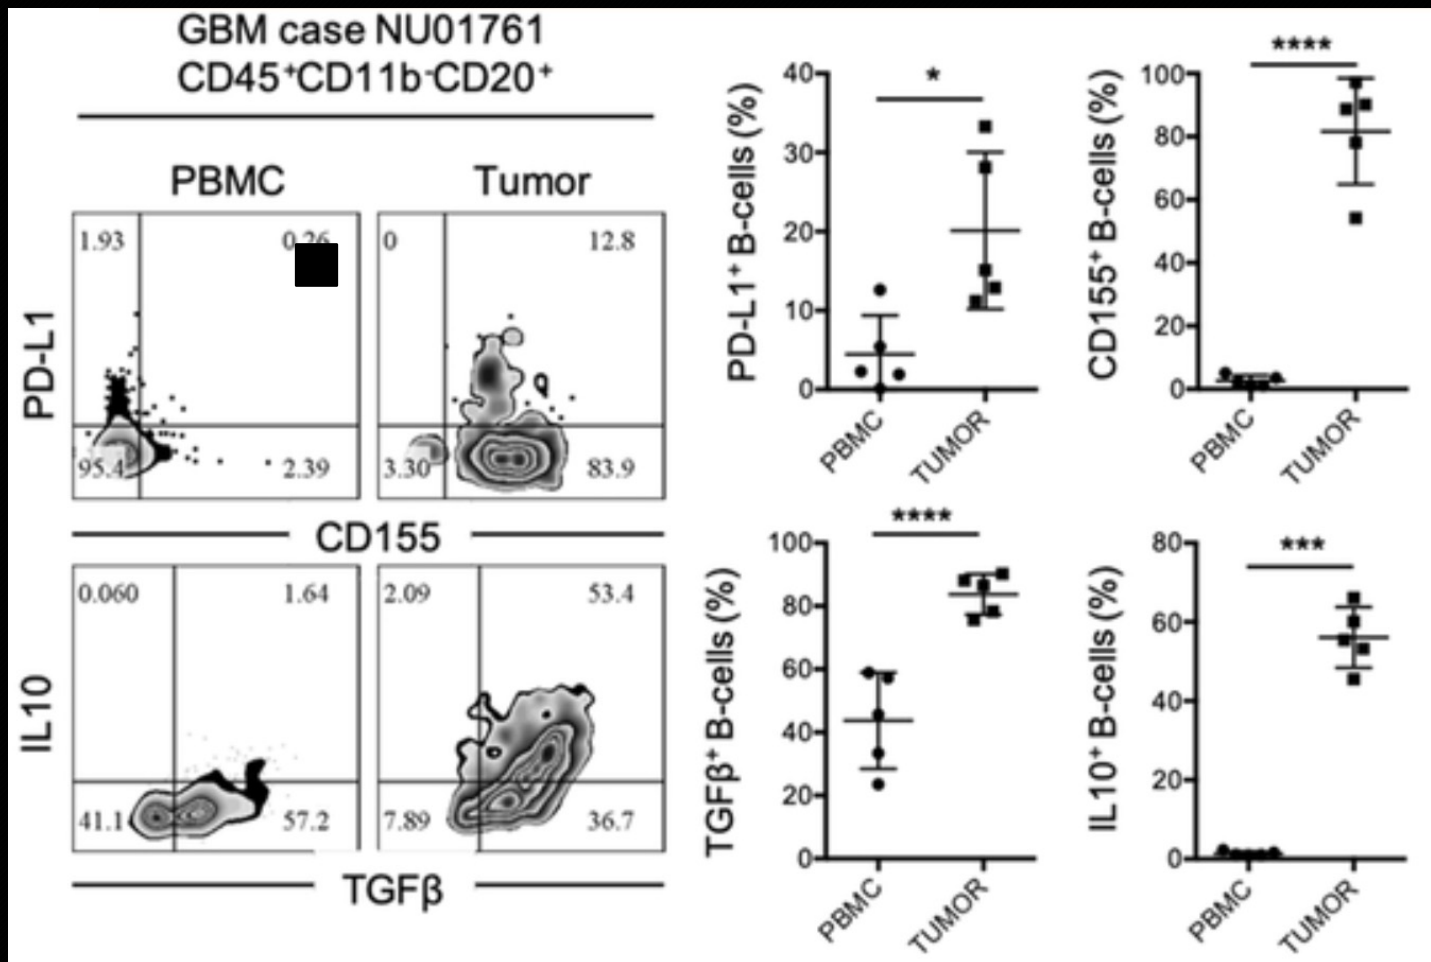 GBM case NU01761
CD45⁺CD11b⁻CD20⁺
PBMC
Tumor
PD-L1
1.93
0.26
95.4
2.39
0
12.8
3.30
83.9
CD155
IL10
0.060
1.64
41.1
57.2
2.09
53.4
7.89
36.7
TGFβ
PD-L1⁺ B-cells (%)
40
30
20
10
0
*
PBMC
TUMOR
CD155⁺ B-cells (%)
100
80
60
40
20
0
****
PBMC
TUMOR
TGFβ⁺ B-cells (%)
100
80
60
40
20
0
****
PBMC
TUMOR
IL10⁺ B-cells (%)
80
60
40
20
0
***
PBMC
TUMOR